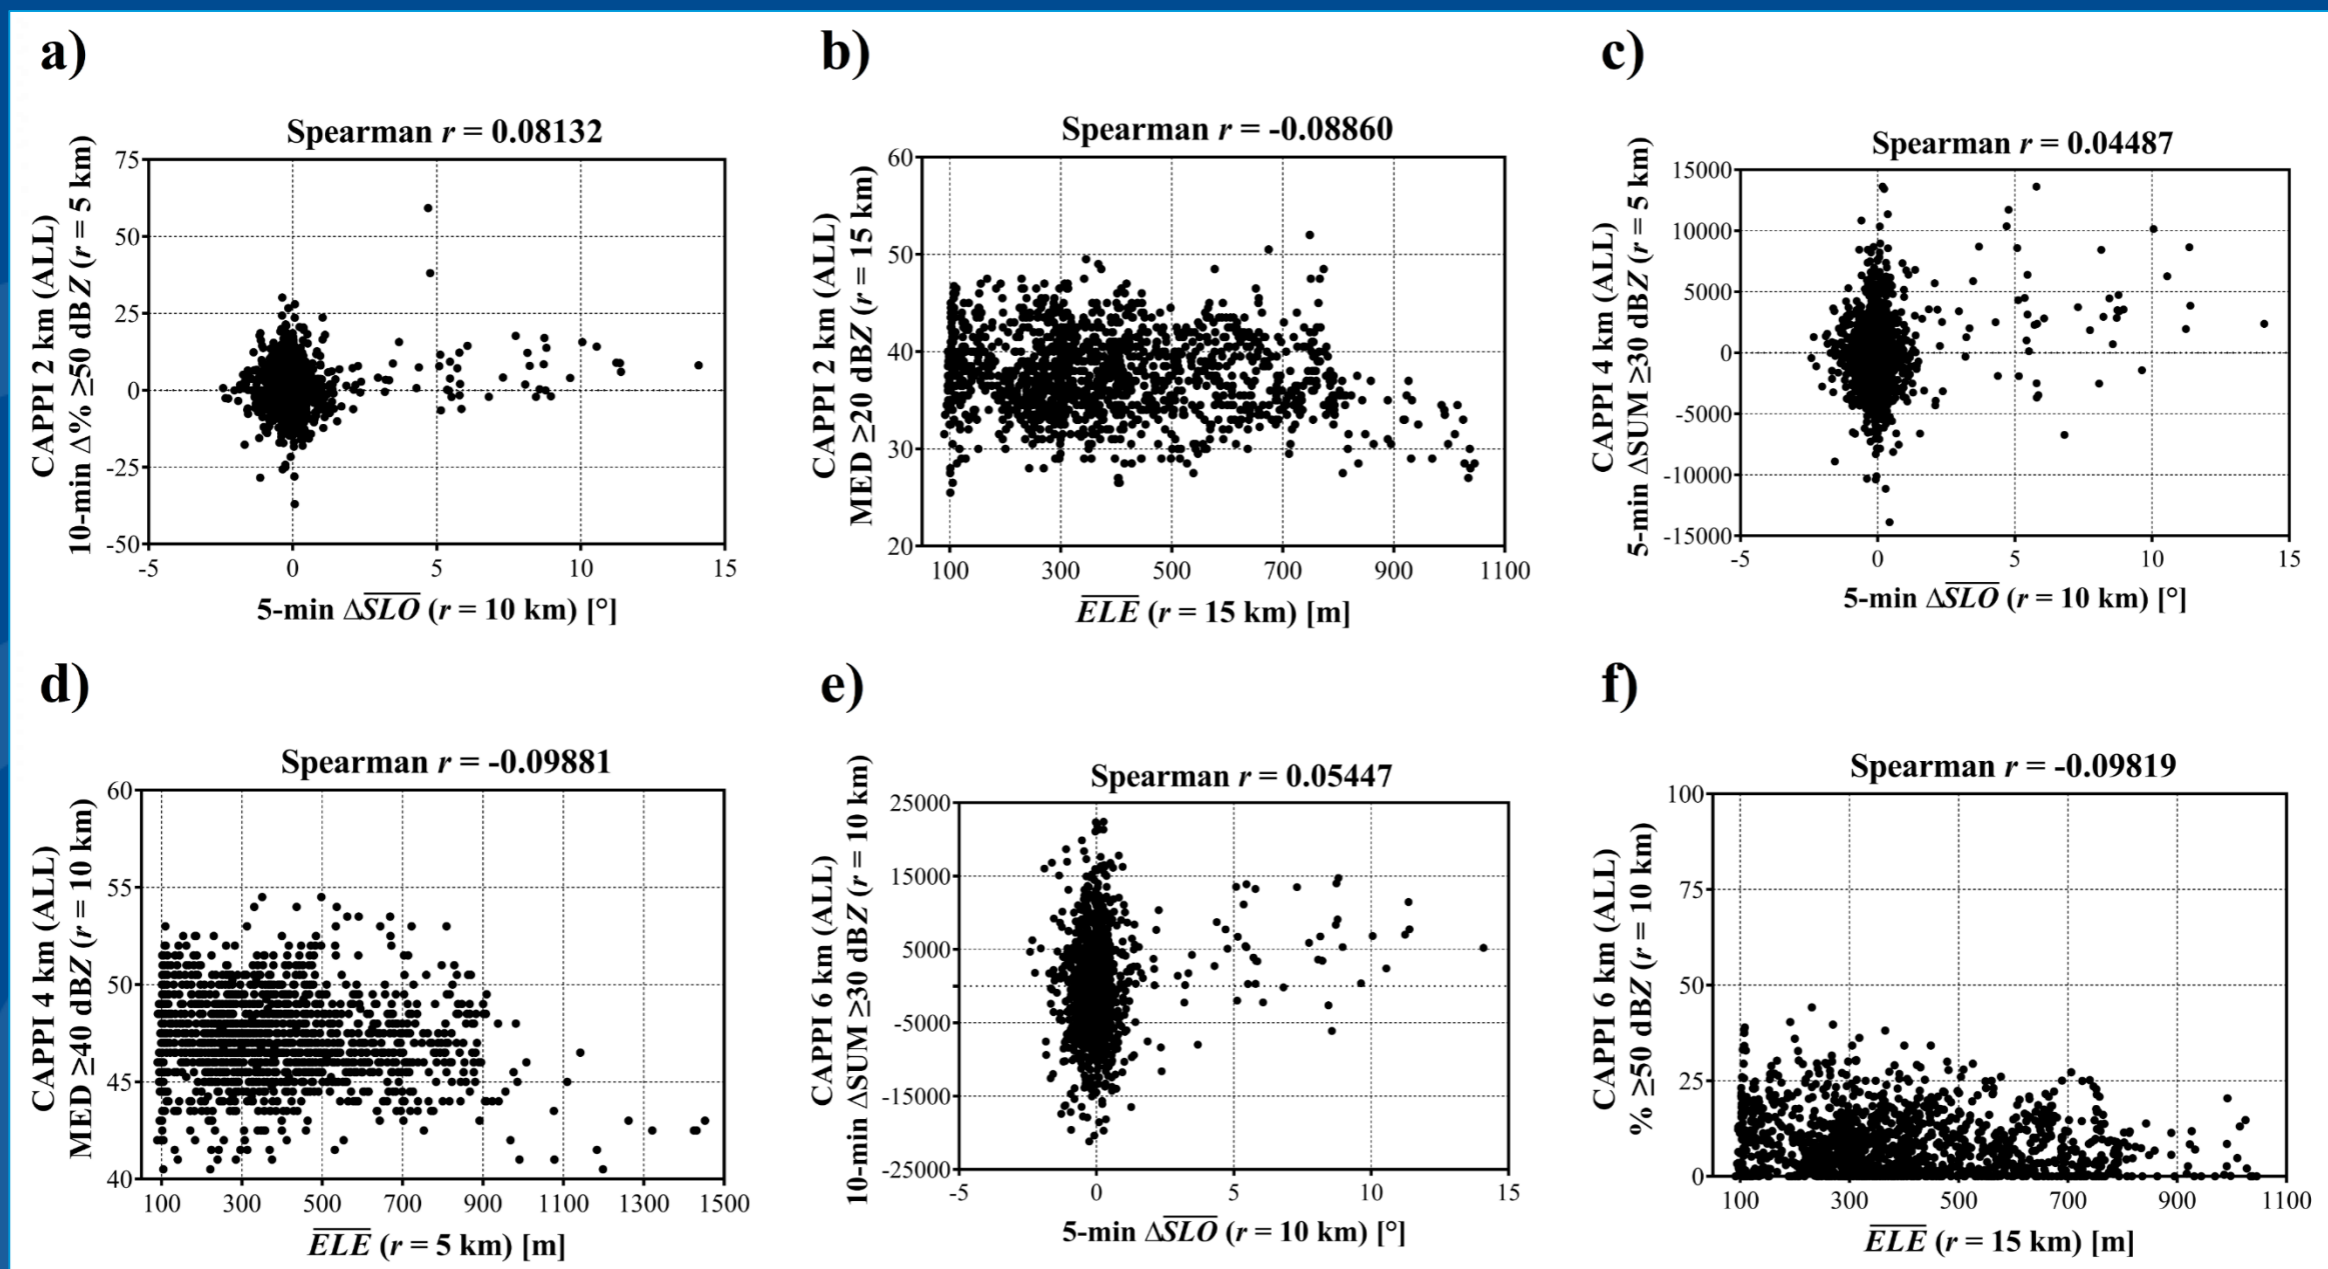 a)
Spearman r = 0.08132
CAPPI 2 km (ALL)
10-min Δ% ≥50 dBZ (r = 5 km)
75
50
25
0
-25
-50
-5 0 5 10 15
5-min ΔSLO (r = 10 km) [°]
b)
Spearman r = -0.08860
CAPPI 2 km (ALL)
MED ≥20 dBZ (r = 15 km)
60
50
40
30
20
100 300 500 700 900 1100
ELE (r = 15 km) [m]
c)
Spearman r = 0.04487
CAPPI 4 km (ALL)
5-min ΔSUM ≥30 dBZ (r = 5 km)
15000
10000
5000
0
-5000
-10000
-15000
-5 0 5 10 15
5-min ΔSLO (r = 10 km) [°]
d)
Spearman r = -0.09881
CAPPI 4 km (ALL)
MED ≥40 dBZ (r = 10 km)
60
55
50
45
40
100 300 500 700 900 1100 1300 1500
ELE (r = 5 km) [m]
e)
Spearman r = 0.05447
CAPPI 6 km (ALL)
10-min ΔSUM ≥30 dBZ (r = 10 km)
25000
15000
5000
-5000
-15000
-25000
-5 0 5 10 15
5-min ΔSLO (r = 10 km) [°]
f)
Spearman r = -0.09819
CAPPI 6 km (ALL)
% ≥50 dBZ (r = 10 km)
100
75
50
25
0
100 300 500 700 900 1100
ELE (r = 15 km) [m]